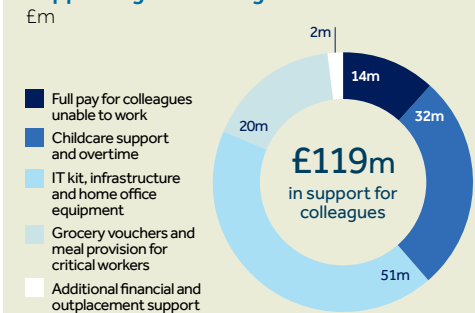 £m
2m
14m
32m
20m
51m
£119m
in support for
colleagues
Full pay for colleagues
unable to work
Childcare support
and overtime
IT kit, infrastructure
and home office
equipment
Grocery vouchers and
meal provision for
critical workers
Additional financial and
outplacement support